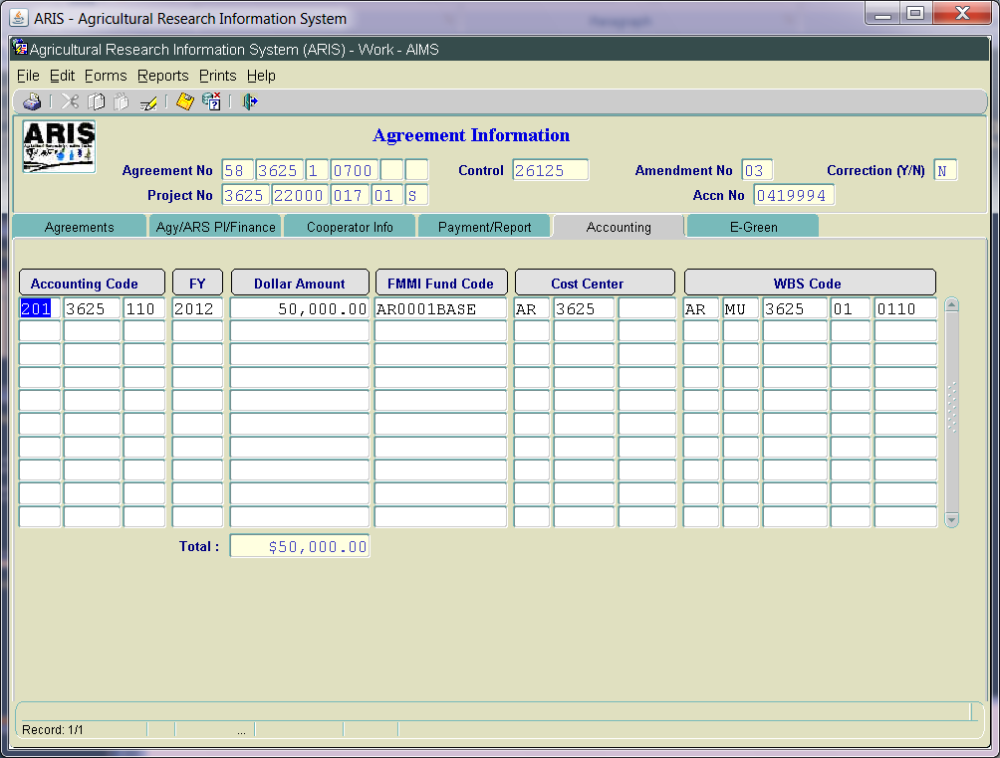 ARIS - Agricultural Research Information System
Agricultural Research Information System (ARIS) - Work - AIMS
File Edit Forms Reports Prints Help
ARIS
Agreement Information
Agreement No 58 3625 1 0700 Control 26125 Amendment No 03 Correction (Y/N) N
Project No 3625 22000 017 01 S Accn No 0419994
Agreements Agy/ARS PI/Finance Cooperator Info Payment/Report Accounting E-Green
Accounting Code FY Dollar Amount FMMI Fund Code Cost Center WBS Code
201 3625 110 2012 50,000.00 AR0001BASE AR 3625 AR MU 3625 01 0110
Total : $50,000.00
Record: 1/1 ...